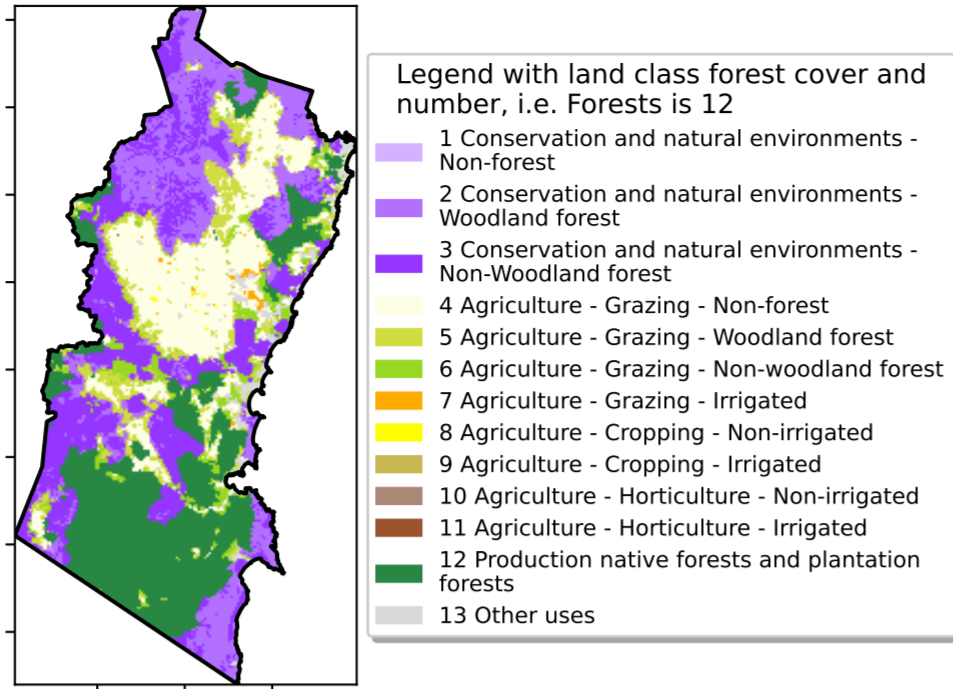 Legend with land class forest cover and
number, i.e. Forests is 12
1 Conservation and natural environments -
Non-forest
2 Conservation and natural environments -
Woodland forest
3 Conservation and natural environments -
Non-Woodland forest
4 Agriculture - Grazing - Non-forest
5 Agriculture - Grazing - Woodland forest
6 Agriculture - Grazing - Non-woodland forest
7 Agriculture - Grazing - Irrigated
8 Agriculture - Cropping - Non-irrigated
9 Agriculture - Cropping - Irrigated
10 Agriculture - Horticulture - Non-irrigated
11 Agriculture - Horticulture - Irrigated
12 Production native forests and plantation
forests
13 Other uses